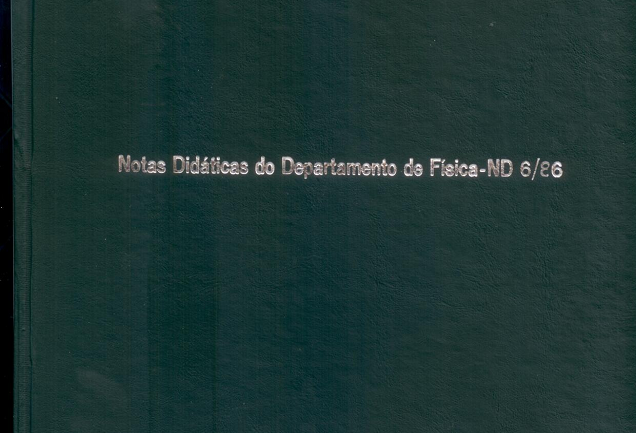 Notas Didáticas do Departamento de Física-ND 6/86